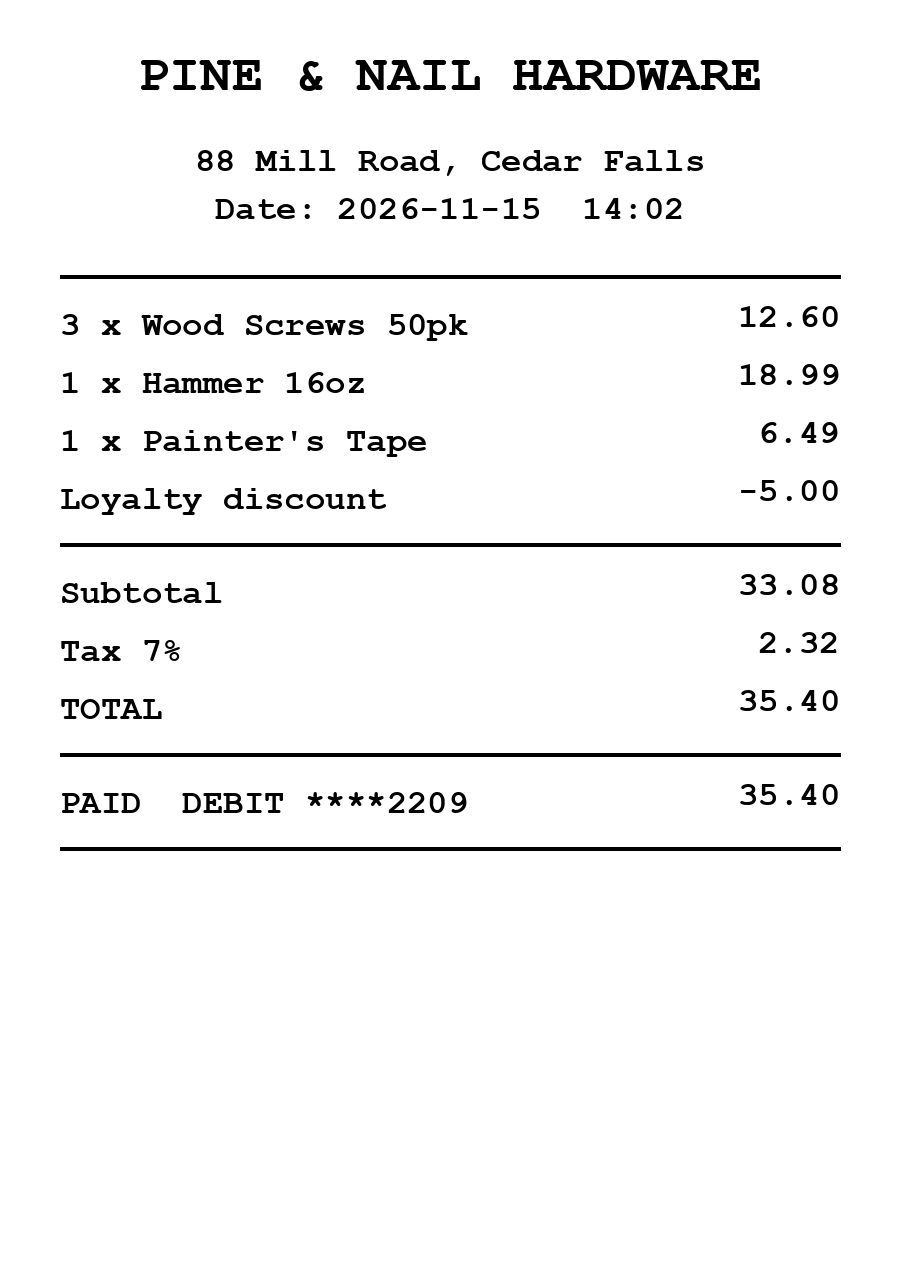 PINE & NAIL HARDWARE
88 Mill Road, Cedar Falls
Date: 2026-11-15  14:02
3 x Wood Screws 50pk 12.60
1 x Hammer 16oz 18.99
1 x Painter's Tape 6.49
Loyalty discount -5.00
Subtotal 33.08
Tax 7% 2.32
TOTAL 35.40
PAID  DEBIT ****2209 35.40